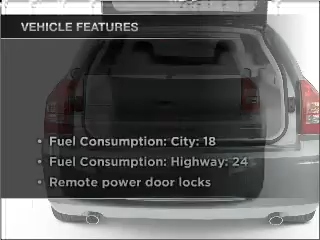 VEHICLE FEATURES
Fuel Consumption: City: 18
Fuel Consumption: Highway: 24
Remote power door locks